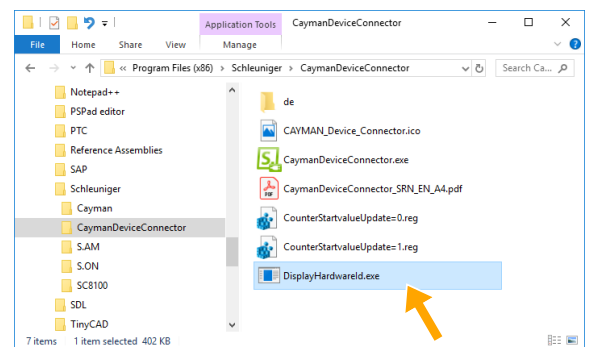 Application Tools
CaymanDeviceConnector
File
Home
Share
View
Manage
« Program Files (x86) › Schleuniger › CaymanDeviceConnector
Search Ca...
Notepad++
PSPad editor
PTC
Reference Assemblies
SAP
Schleuniger
Cayman
CaymanDeviceConnector
S.AM
S.ON
SC8100
SDL
TinyCAD
de
CAYMAN_Device_Connector.ico
CaymanDeviceConnector.exe
CaymanDeviceConnector_SRN_EN_A4.pdf
CounterStartvalueUpdate=0.reg
CounterStartvalueUpdate=1.reg
DisplayHardwareId.exe
7 items 1 item selected 402 KB